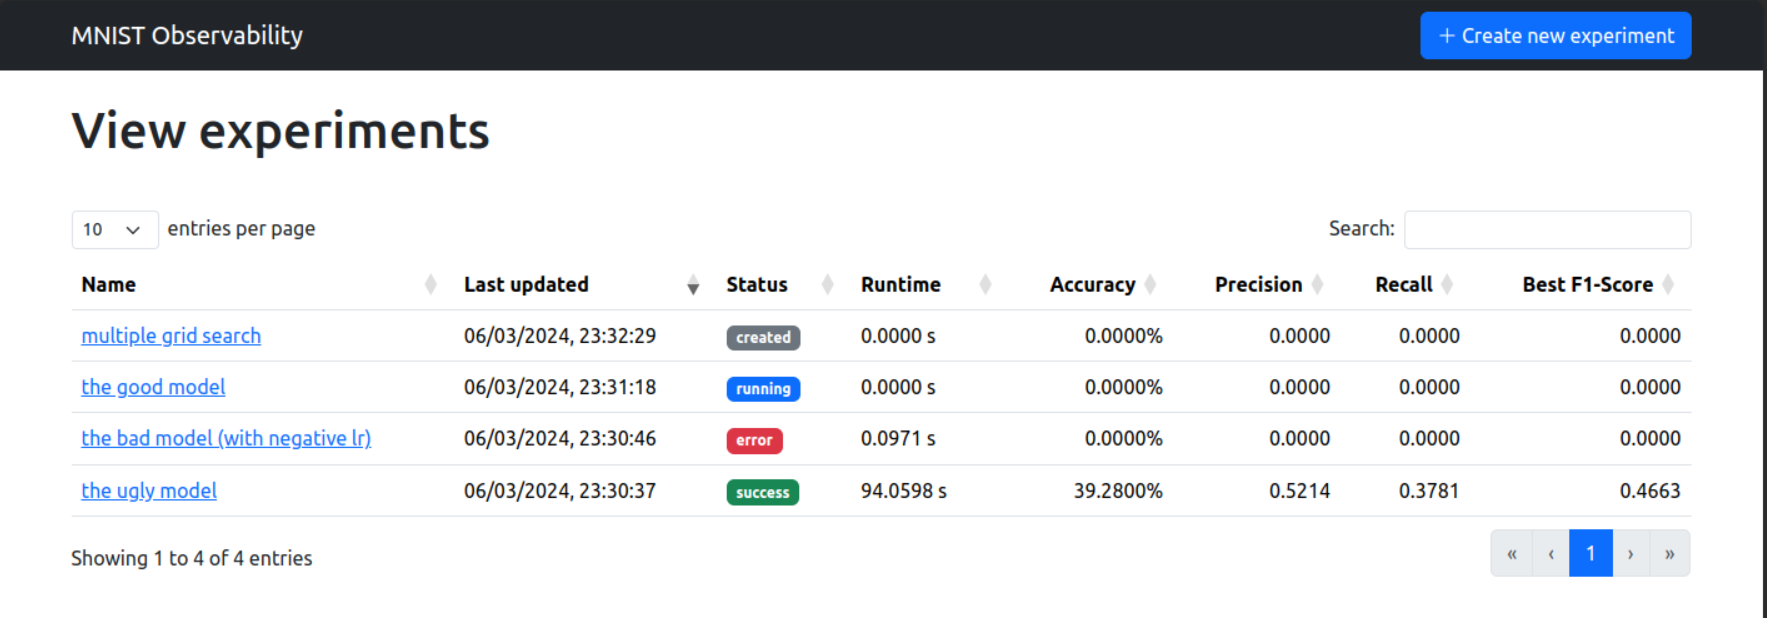 MNIST Observability
+ Create new experiment
View experiments
10 entries per page
Search:
Name Last updated Status Runtime Accuracy Precision Recall Best F1-Score
multiple grid search 06/03/2024, 23:32:29 created 0.0000 s 0.0000% 0.0000 0.0000 0.0000
the good model 06/03/2024, 23:31:18 running 0.0000 s 0.0000% 0.0000 0.0000 0.0000
the bad model (with negative lr) 06/03/2024, 23:30:46 error 0.0971 s 0.0000% 0.0000 0.0000 0.0000
the ugly model 06/03/2024, 23:30:37 success 94.0598 s 39.2800% 0.5214 0.3781 0.4663
Showing 1 to 4 of 4 entries
« ‹ 1 › »